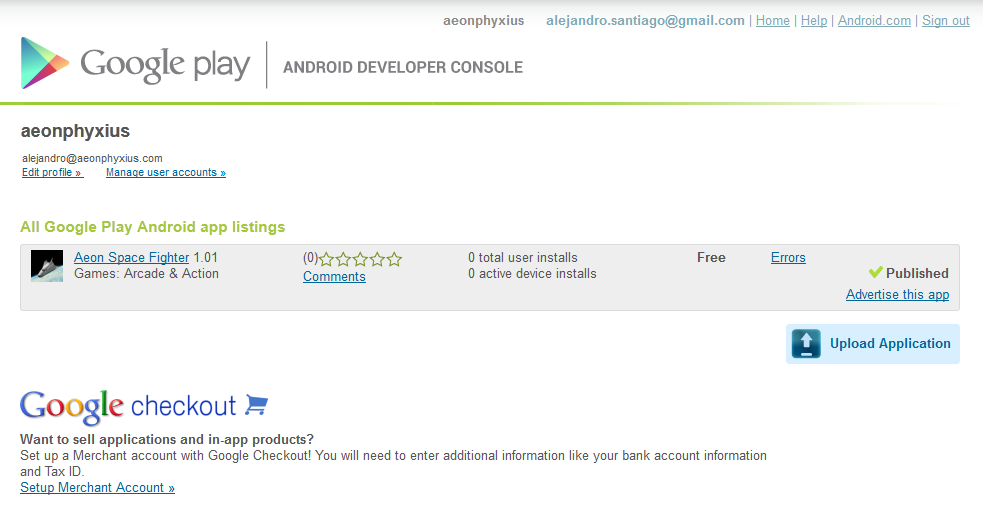 aeonphyxius alejandro.santiago@gmail.com | Home | Help | Android.com | Sign out
Google play ANDROID DEVELOPER CONSOLE
aeonphyxius
alejandro@aeonphyxius.com
Edit profile » Manage user accounts »
All Google Play Android app listings
Aeon Space Fighter 1.01 (0) 0 total user installs Free Errors
Games: Arcade & Action Comments 0 active device installs Published
Advertise this app
Upload Application
Google checkout
Want to sell applications and in-app products?
Set up a Merchant account with Google Checkout! You will need to enter additional information like your bank account information
and Tax ID.
Setup Merchant Account »